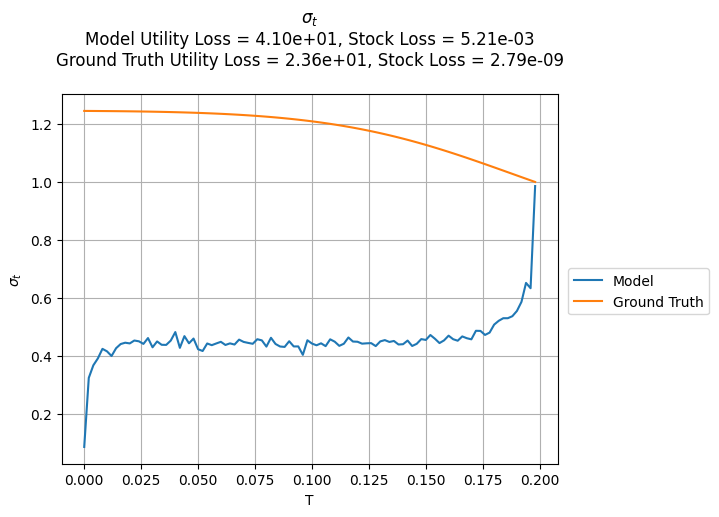 σt
Model Utility Loss = 4.10e+01, Stock Loss = 5.21e-03
Ground Truth Utility Loss = 2.36e+01, Stock Loss = 2.79e-09
1.2
1.0
0.8
0.6
0.4
0.2
σt
0.000 0.025 0.050 0.075 0.100 0.125 0.150 0.175 0.200
T
Model
Ground Truth